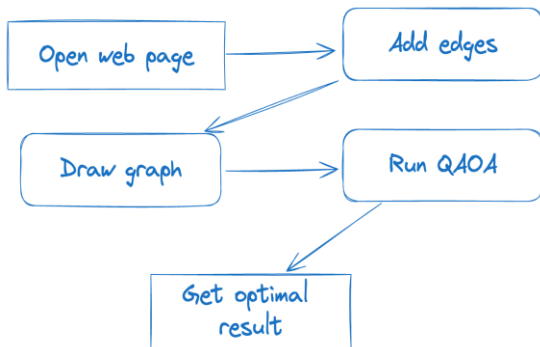 Open web page
Add edges
Draw graph
Run QAOA
Get optimal
result